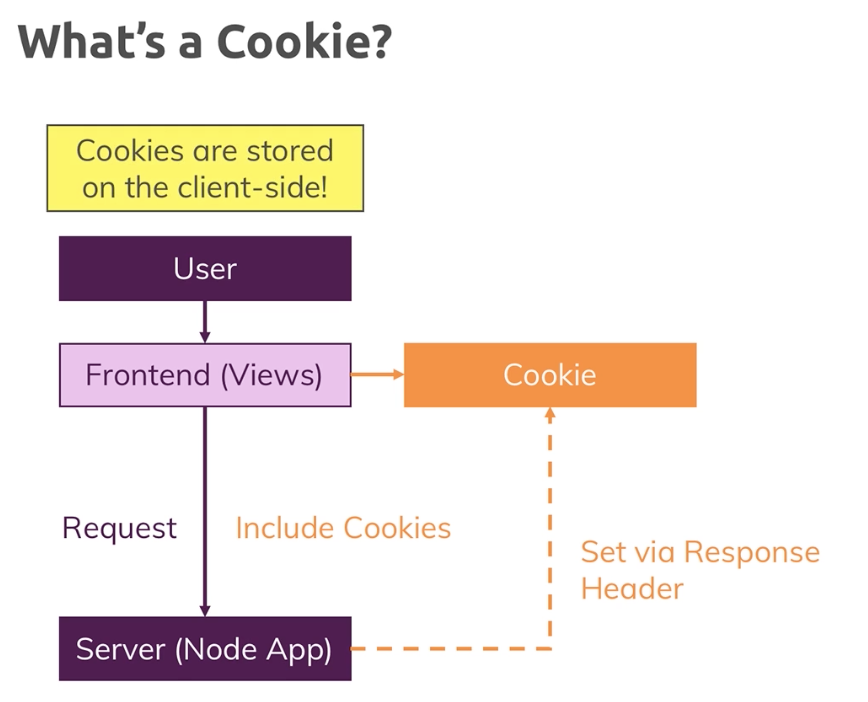 What's a Cookie?
Cookies are stored
on the client-side!
User
Frontend (Views)
Cookie
Request
Include Cookies
Set via Response
Header
Server (Node App)